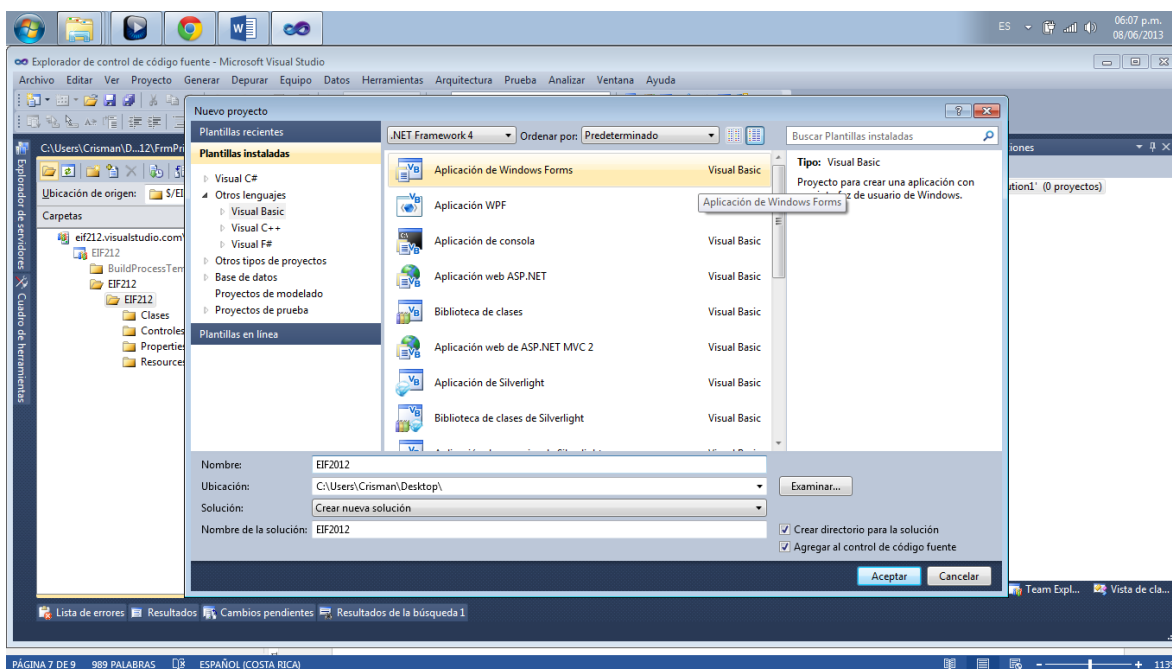 ES
06:07 p.m.
08/06/2013
Explorador de control de código fuente - Microsoft Visual Studio
Archivo Editar Ver Proyecto Generar Depurar Equipo Datos Herramientas Arquitectura Prueba Analizar Ventana Ayuda
Nuevo proyecto
Plantillas recientes
.NET Framework 4
Ordenar por: Predeterminado
Buscar Plantillas instaladas
Plantillas instaladas
Visual C#
Otros lenguajes
Visual Basic
Visual C++
Visual F#
Otros tipos de proyectos
Base de datos
Proyectos de modelado
Proyectos de prueba
Plantillas en línea
Aplicación de Windows Forms Visual Basic
Aplicación WPF
Aplicación de consola Visual Basic
Aplicación web ASP.NET Visual Basic
Biblioteca de clases Visual Basic
Aplicación web de ASP.NET MVC 2 Visual Basic
Aplicación de Silverlight Visual Basic
Biblioteca de clases de Silverlight Visual Basic
Tipo: Visual Basic
Proyecto para crear una aplicación con
de usuario de Windows.
Aplicación de Windows Forms
Nombre: EIF2012
Ubicación: C:\Users\Crisman\Desktop\
Examinar...
Solución: Crear nueva solución
Nombre de la solución: EIF2012
Crear directorio para la solución
Agregar al control de código fuente
Aceptar Cancelar
C:\Users\Crisman\D...12\FrmPri
Ubicación de origen: $/EI
Carpetas
eif212.visualstudio.com\
EIF212
BuildProcessTem
EIF212
EIF212
Clases
Controles
Properties
Resources
Explorador de servidores
Cuadro de herramientas
iones
ution1' (0 proyectos)
Team Expl... Vista de cla...
Lista de errores Resultados Cambios pendientes Resultados de la búsqueda 1
PÁGINA 7 DE 9 989 PALABRAS ESPAÑOL (COSTA RICA)
113